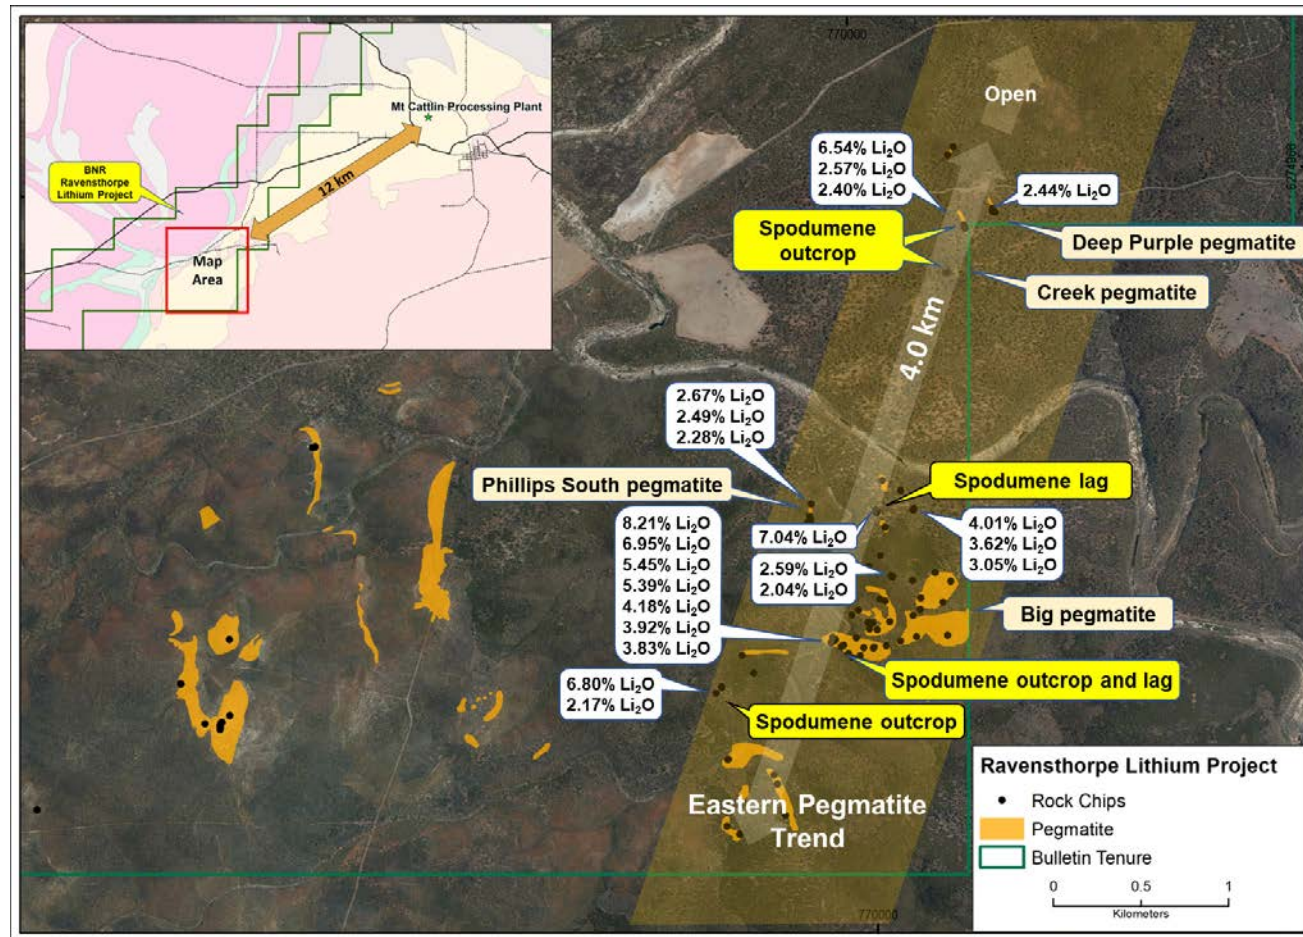 Mt Cattlin Processing Plant
BNR
Ravensthorpe
Lithium Project
12 km
Map
Area
770000
Open
6274000
6.54% Li₂O
2.57% Li₂O
2.40% Li₂O
2.44% Li₂O
Spodumene
outcrop
Deep Purple pegmatite
Creek pegmatite
4.0 km
2.67% Li₂O
2.49% Li₂O
2.28% Li₂O
Phillips South pegmatite
Spodumene lag
8.21% Li₂O
6.95% Li₂O
5.45% Li₂O
5.39% Li₂O
4.18% Li₂O
3.92% Li₂O
3.83% Li₂O
7.04% Li₂O
4.01% Li₂O
3.62% Li₂O
3.05% Li₂O
2.59% Li₂O
2.04% Li₂O
Big pegmatite
Spodumene outcrop and lag
6.80% Li₂O
2.17% Li₂O
Spodumene outcrop
Eastern Pegmatite
Trend
770000
Ravensthorpe Lithium Project
Rock Chips
Pegmatite
Bulletin Tenure
0 0.5 1
Kilometers